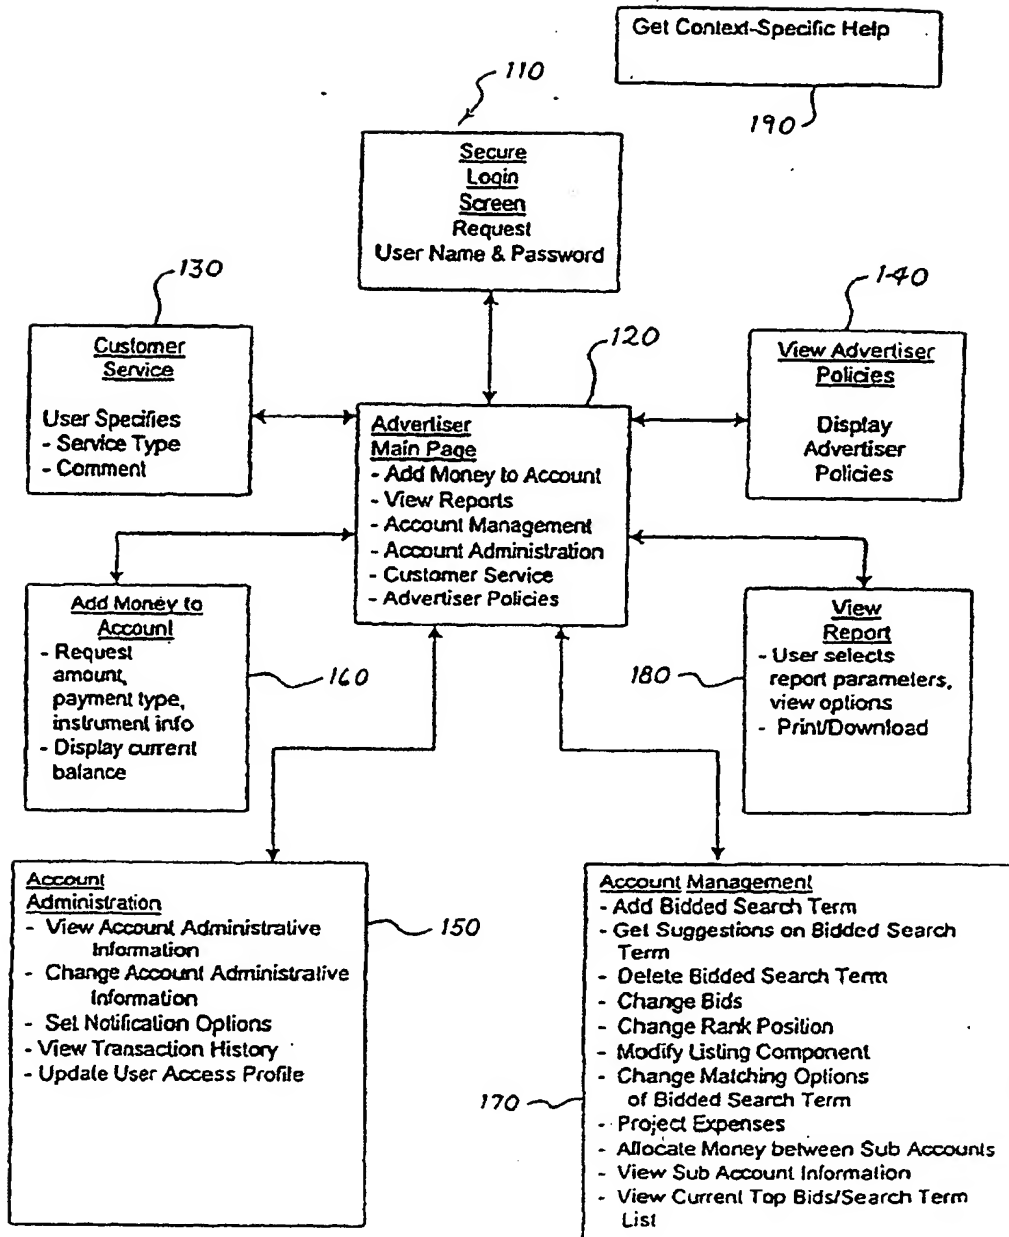 Get Context-Specific Help
190
110
Secure
Login
Screen
Request
User Name & Password
130
Customer
Service
User Specifies
- Service Type
- Comment
120
Advertiser
Main Page
- Add Money to Account
- View Reports
- Account Management
- Account Administration
- Customer Service
- Advertiser Policies
140
View Advertiser
Policies
Display
Advertiser
Policies
Add Money to
Account
- Request
amount,
payment type,
instrument info
- Display current
balance
160
View
Report
- User selects
report parameters,
view options
- Print/Download
180
Account
Administration
- View Account Administrative
Information
- Change Account Administrative
Information
- Set Notification Options
- View Transaction History
- Update User Access Profile
150
Account Management
- Add Bidded Search Term
- Get Suggestions on Bidded Search
Term
- Delete Bidded Search Term
- Change Bids
- Change Rank Position
- Modify Listing Component
- Change Matching Options
of Bidded Search Term
- Project Expenses
- Allocate Money between Sub Accounts
- View Sub Account Information
- View Current Top Bids/Search Term
List
170